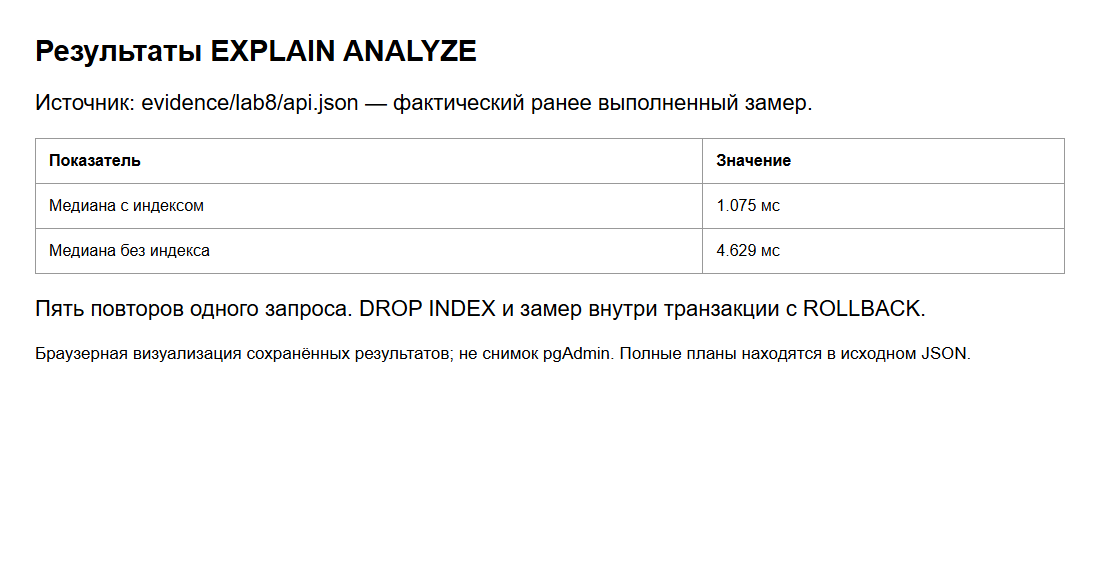 Результаты EXPLAIN ANALYZE
Источник: evidence/lab8/api.json — фактический ранее выполненный замер.
Показатель Значение
Медиана с индексом 1.075 мс
Медиана без индекса 4.629 мс
Пять повторов одного запроса. DROP INDEX и замер внутри транзакции с ROLLBACK.
Браузерная визуализация сохранённых результатов; не снимок pgAdmin. Полные планы находятся в исходном JSON.